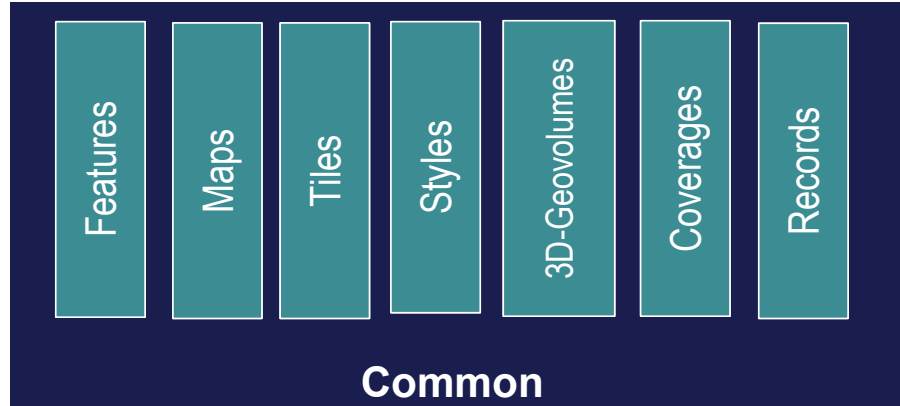 Features
Maps
Tiles
Styles
3D-Geovolumes
Coverages
Records
Common